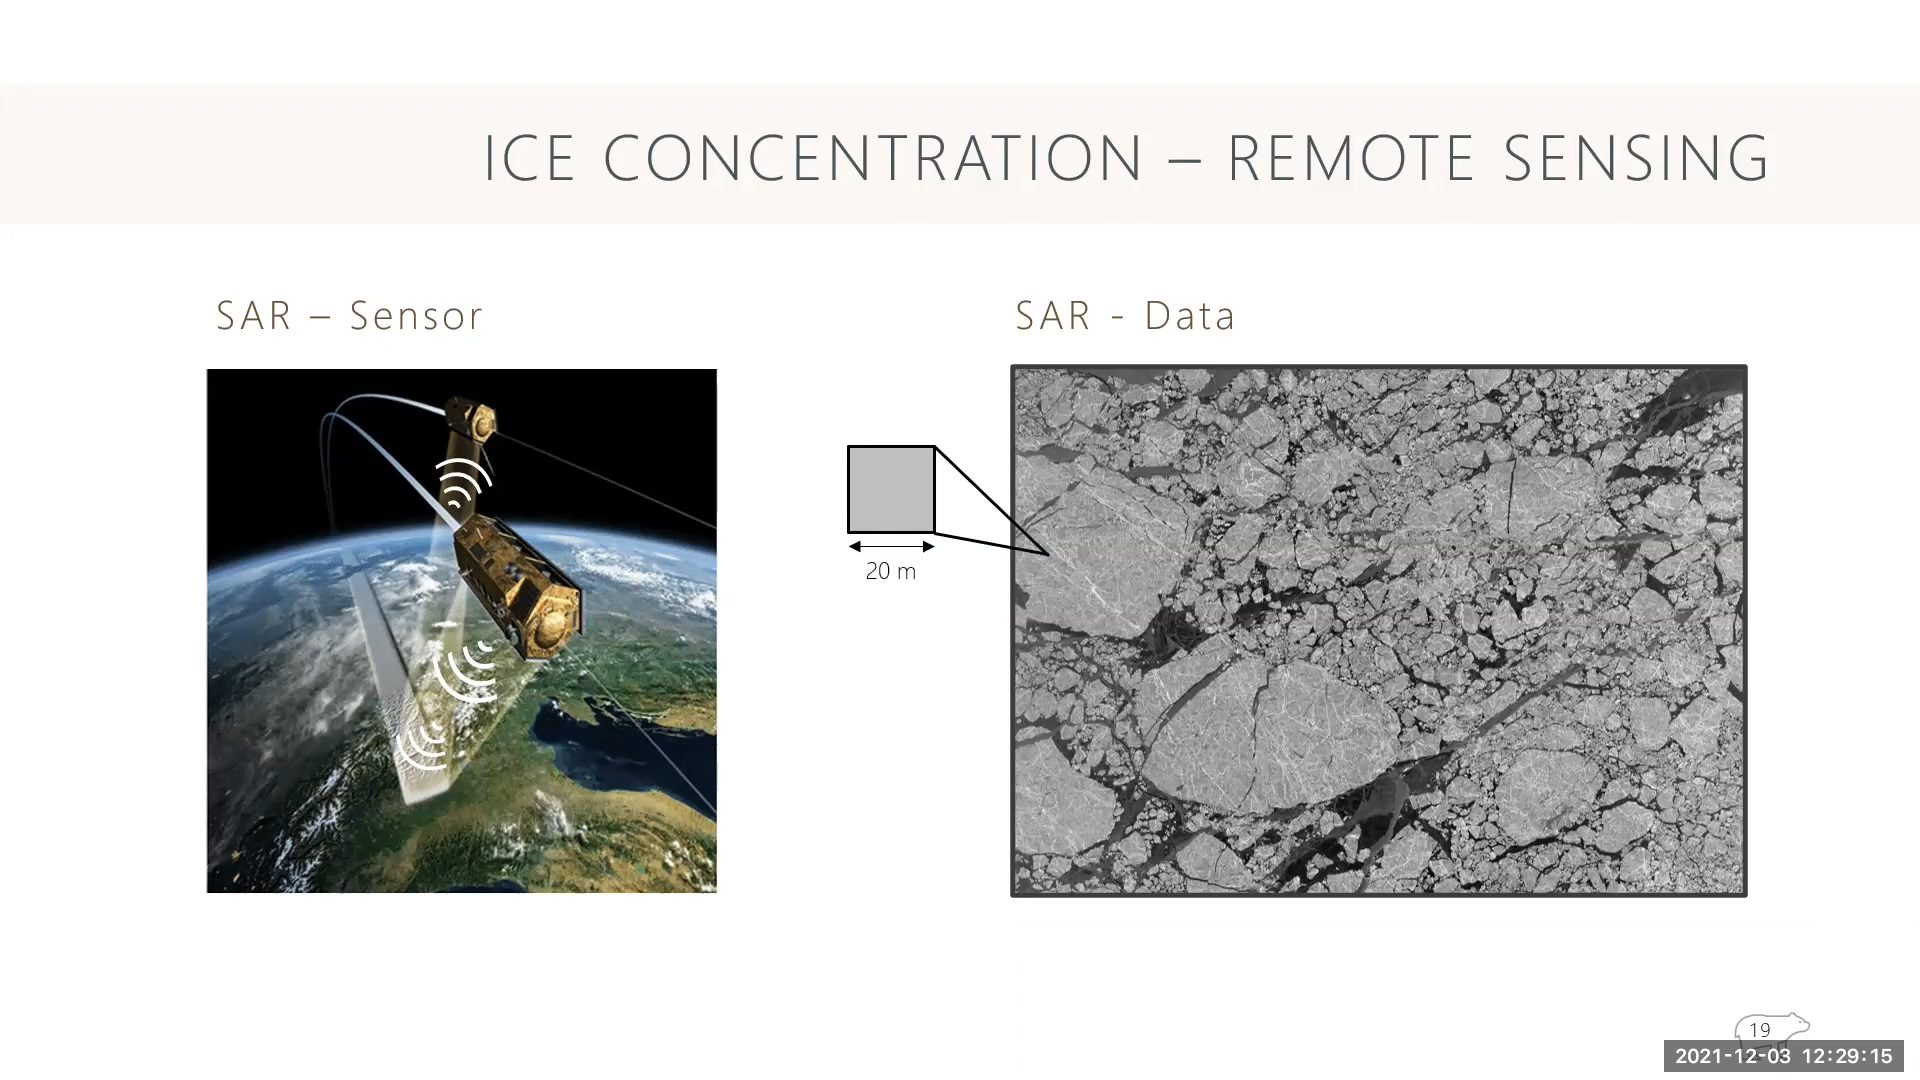 ICE CONCENTRATION – REMOTE SENSING
SAR – Sensor
SAR - Data
20 m
19
2021-12-03 12:29:15